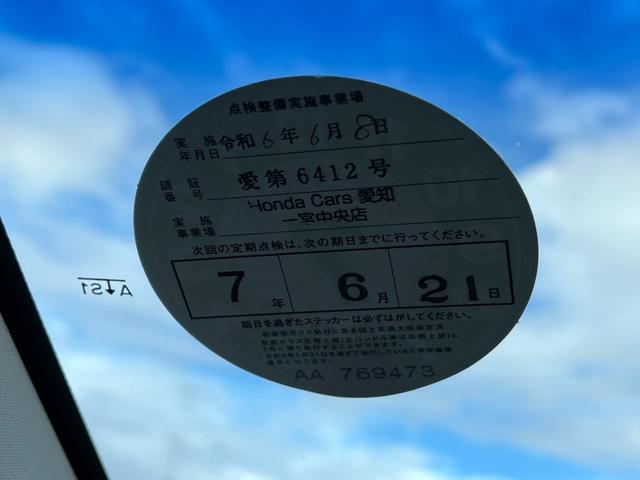 点検整備実施事業場
実施年月日 令和6年6月8日
認証番号 愛第6412号
Honda Cars 愛知
実施事業場 一宮中央店
次回の定期点検は、次の期日までに行ってください。
7年 6月 21日
期日を過ぎたステッカーは必ずはがしてください。
AA 769473
AS1